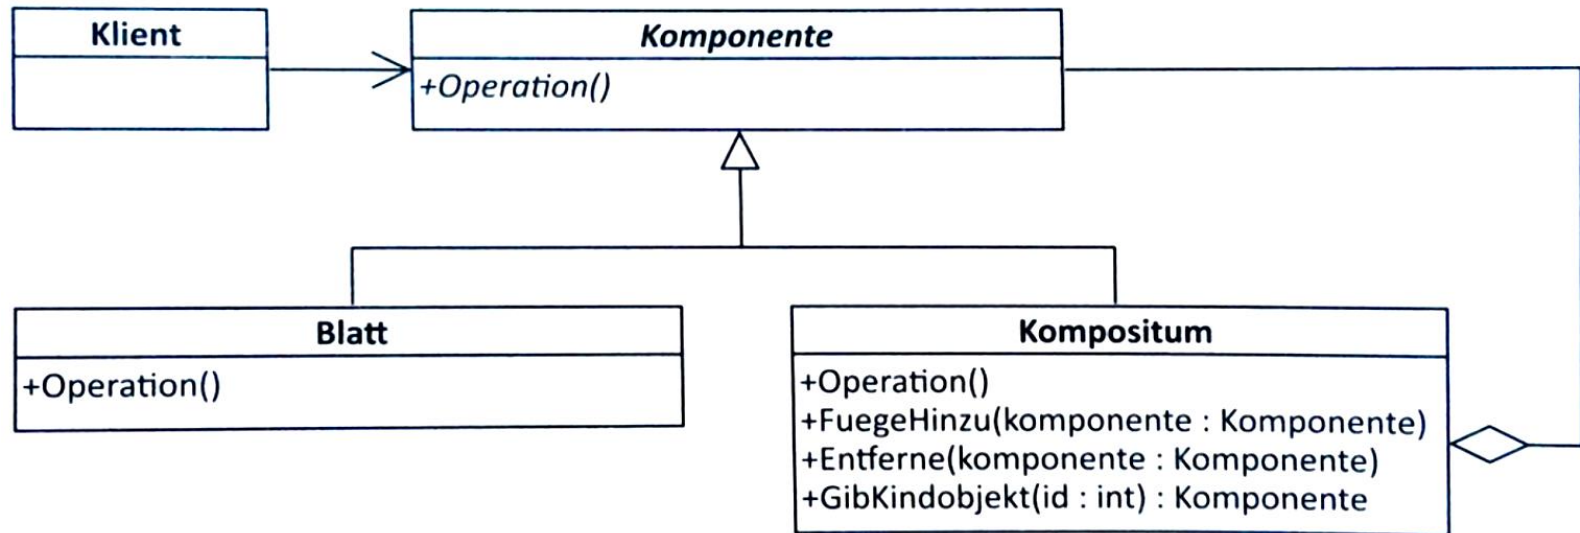 Klient
Komponente
+Operation()
Blatt
+Operation()
Kompositum
+Operation()
+FuegeHinzu(komponente : Komponente)
+Entferne(komponente : Komponente)
+GibKindobjekt(id : int) : Komponente